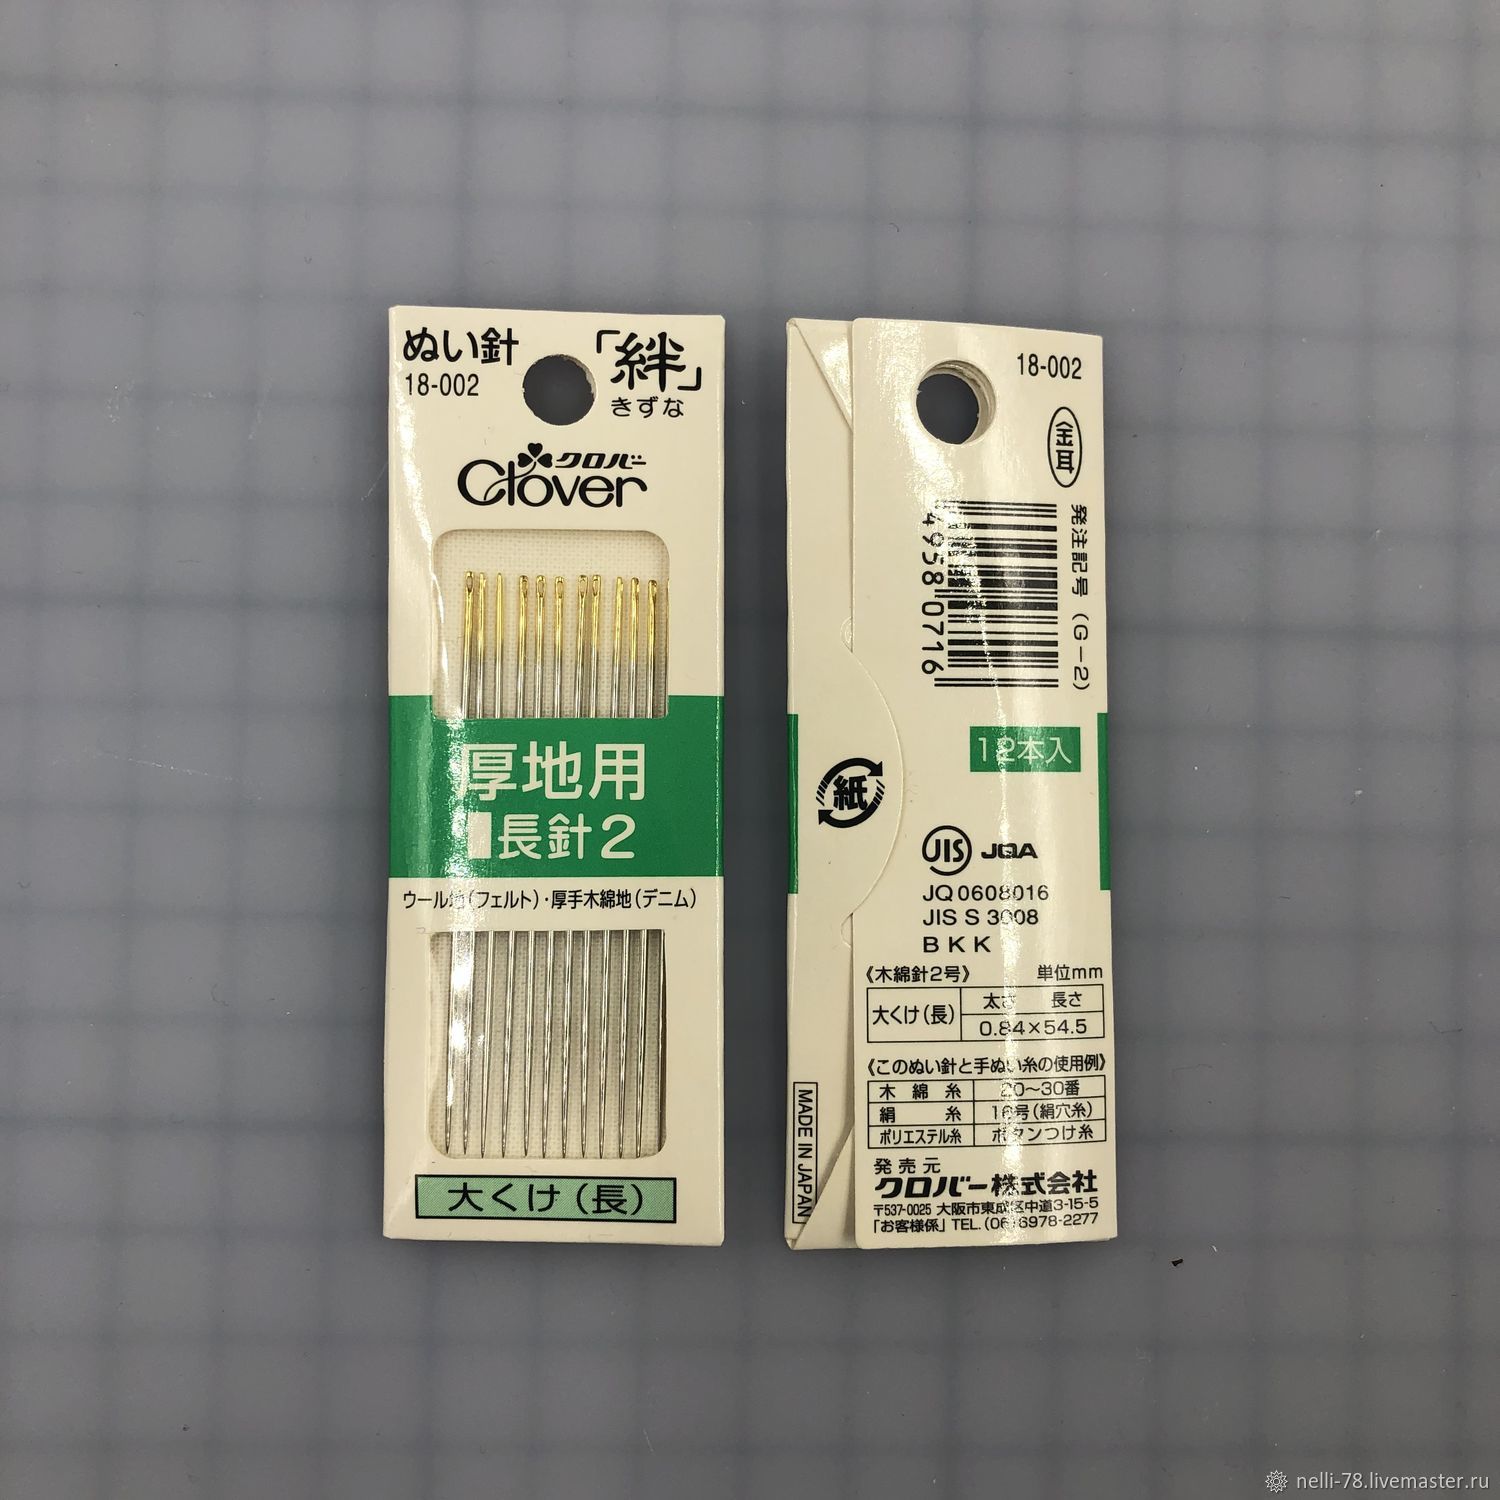 ぬい針
18-002
「絆」
きずな
クロバー
Clover
厚地用
長針2
ウール地(フェルト)・厚手木綿地(デニム)
大くけ(長)
18-002
金耳
発注記号(G-2)
4958 0716
12本入
紙
JIS JQA
JQ0608016
JIS S 3008
BKK
《木綿針2号》 単位mm
大くけ(長) 太さ 長さ
0.84×54.5
《このぬい針と手ぬい糸の使用例》
木綿糸 20~30番
絹糸 16号(絹穴糸)
ポリエステル糸 ボタンつけ糸
発売元
クロバー株式会社
〒537-0025 大阪市東成区中道3-15-5
「お客様係」TEL.(06)6978-2277
MADE IN JAPAN
nelli-78.livemaster.ru